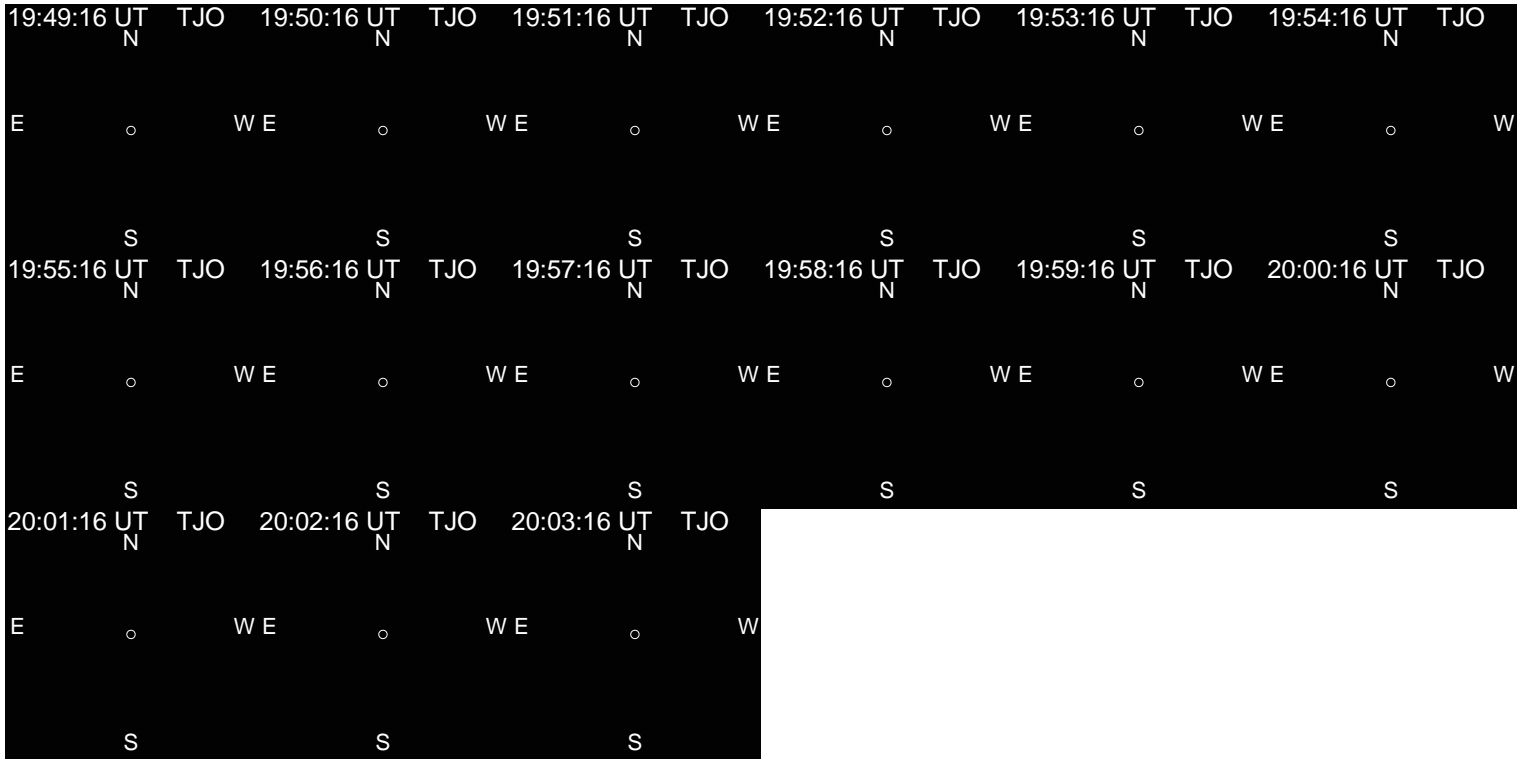 19:49:16 UT TJO 19:50:16 UT TJO 19:51:16 UT TJO 19:52:16 UT TJO 19:53:16 UT TJO 19:54:16 UT TJO
N N N N N N
E W E W E W E W E W E W
S S S S S S
19:55:16 UT TJO 19:56:16 UT TJO 19:57:16 UT TJO 19:58:16 UT TJO 19:59:16 UT TJO 20:00:16 UT TJO
N N N N N N
E W E W E W E W E W E W
S S S S S S
20:01:16 UT TJO 20:02:16 UT TJO 20:03:16 UT TJO
N N N
E W E W E W
S S S